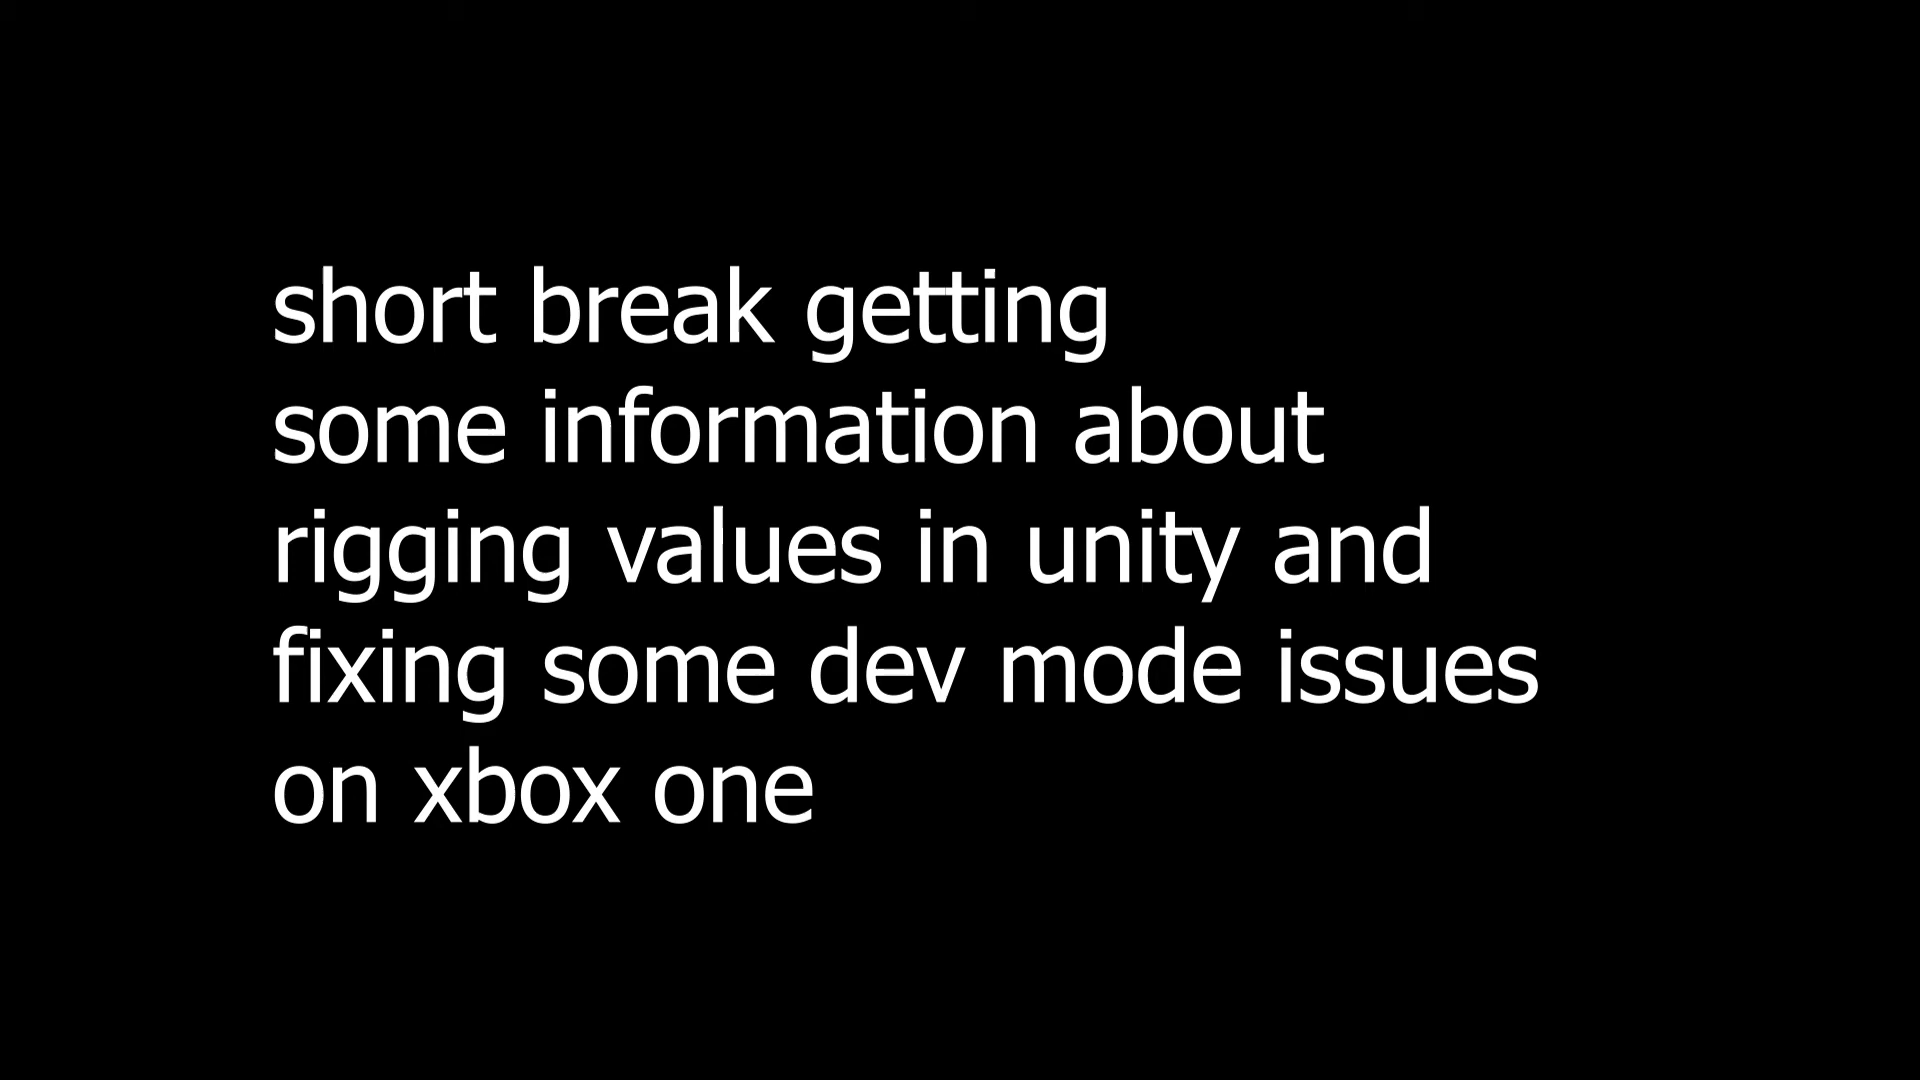 short break getting
some information about
rigging values in unity and
fixing some dev mode issues
on xbox one